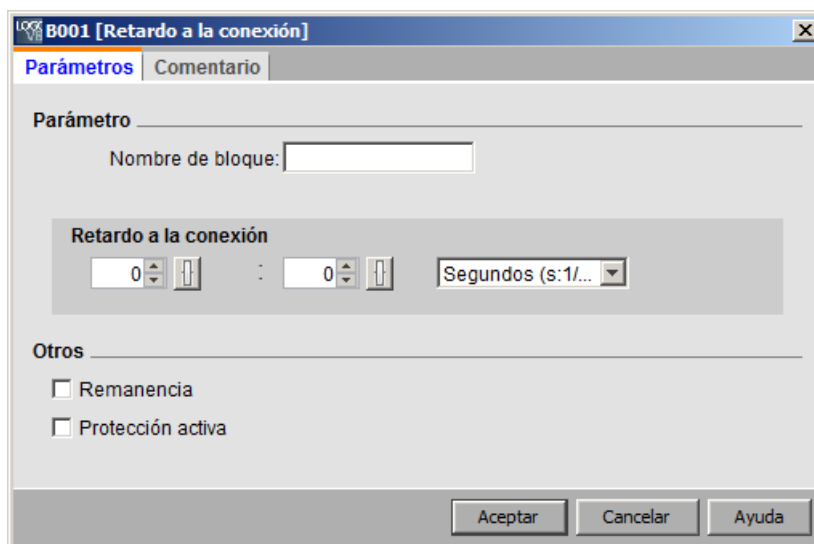 B001 [Retardo a la conexión]
Parámetros Comentario
Parámetro
Nombre de bloque:
Retardo a la conexión
0 : 0 Segundos (s:1/...
Otros
Remanencia
Protección activa
Aceptar Cancelar Ayuda